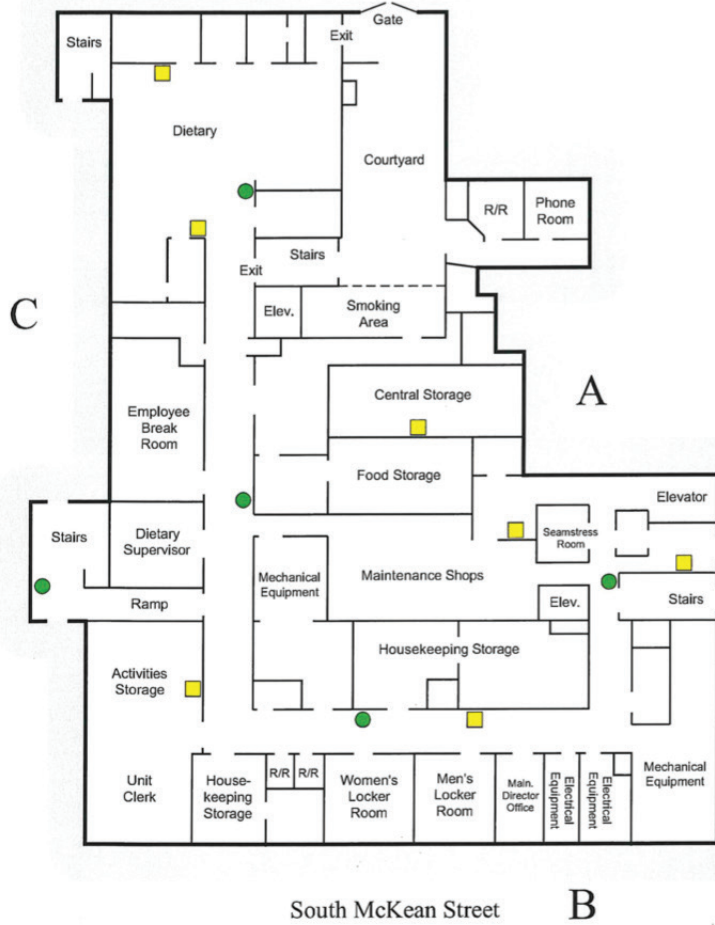 Gate
Exit
Stairs
Dietary
Courtyard
R/R
Phone
Room
Stairs
Exit
C
Elev.
Smoking
Area
A
Central Storage
Employee
Break
Room
Food Storage
Elevator
Stairs
Dietary
Supervisor
Seamstress
Room
Mechanical
Equipment
Maintenance Shops
Ramp
Elev.
Stairs
Housekeeping Storage
Activities
Storage
Unit
Clerk
House-
keeping
Storage
R/R
R/R
Women's
Locker
Room
Men's
Locker
Room
Main.
Director
Office
Electrical
Equipment
Electrical
Equipment
Mechanical
Equipment
South McKean Street
B